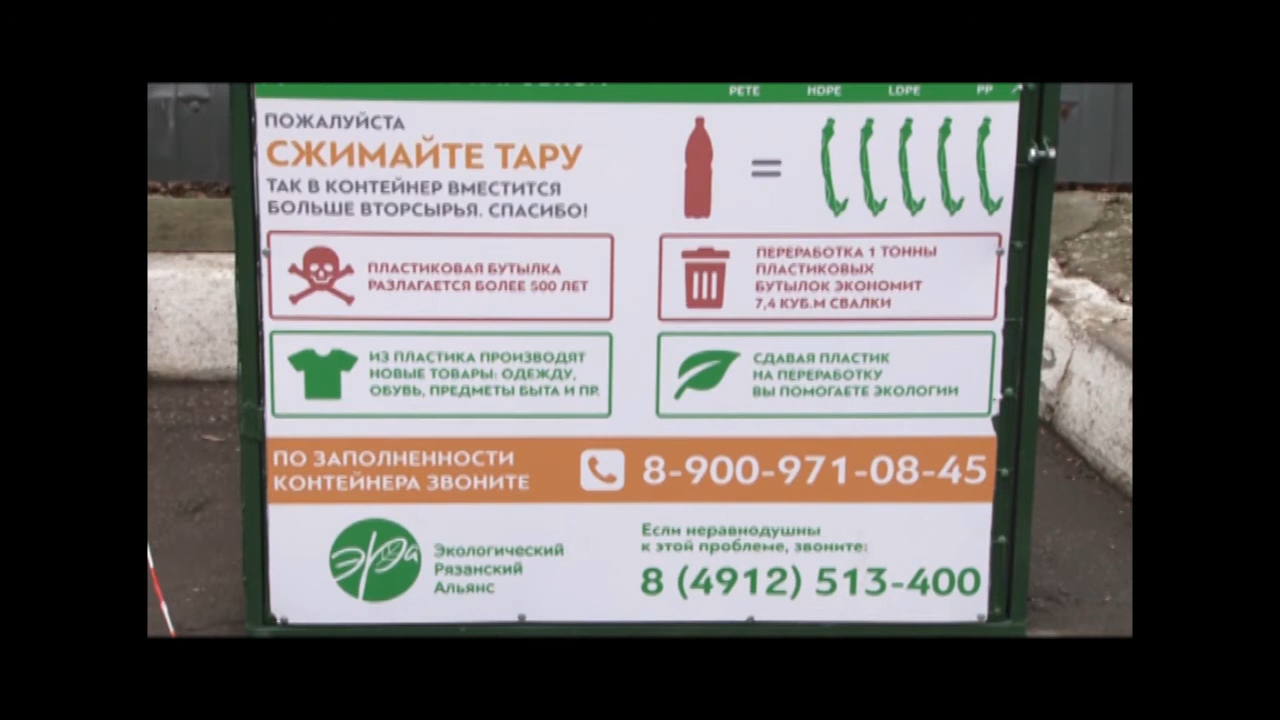 PETE HDPE LDPE PP
ПОЖАЛУЙСТА
СЖИМАЙТЕ ТАРУ
ТАК В КОНТЕЙНЕР ВМЕСТИТСЯ
БОЛЬШЕ ВТОРСЫРЬЯ. СПАСИБО!
=
ПЛАСТИКОВАЯ БУТЫЛКА
РАЗЛАГАЕТСЯ БОЛЕЕ 500 ЛЕТ
ПЕРЕРАБОТКА 1 ТОННЫ
ПЛАСТИКОВЫХ
БУТЫЛОК ЭКОНОМИТ
7,4 КУБ.М СВАЛКИ
ИЗ ПЛАСТИКА ПРОИЗВОДЯТ
НОВЫЕ ТОВАРЫ: ОДЕЖДУ,
ОБУВЬ, ПРЕДМЕТЫ БЫТА И ПР.
СДАВАЯ ПЛАСТИК
НА ПЕРЕРАБОТКУ
ВЫ ПОМОГАЕТЕ ЭКОЛОГИИ
ПО ЗАПОЛНЕННОСТИ
КОНТЕЙНЕРА ЗВОНИТЕ
8-900-971-08-45
эра
Экологический
Рязанский
Альянс
Если неравнодушны
к этой проблеме, звоните:
8 (4912) 513-400